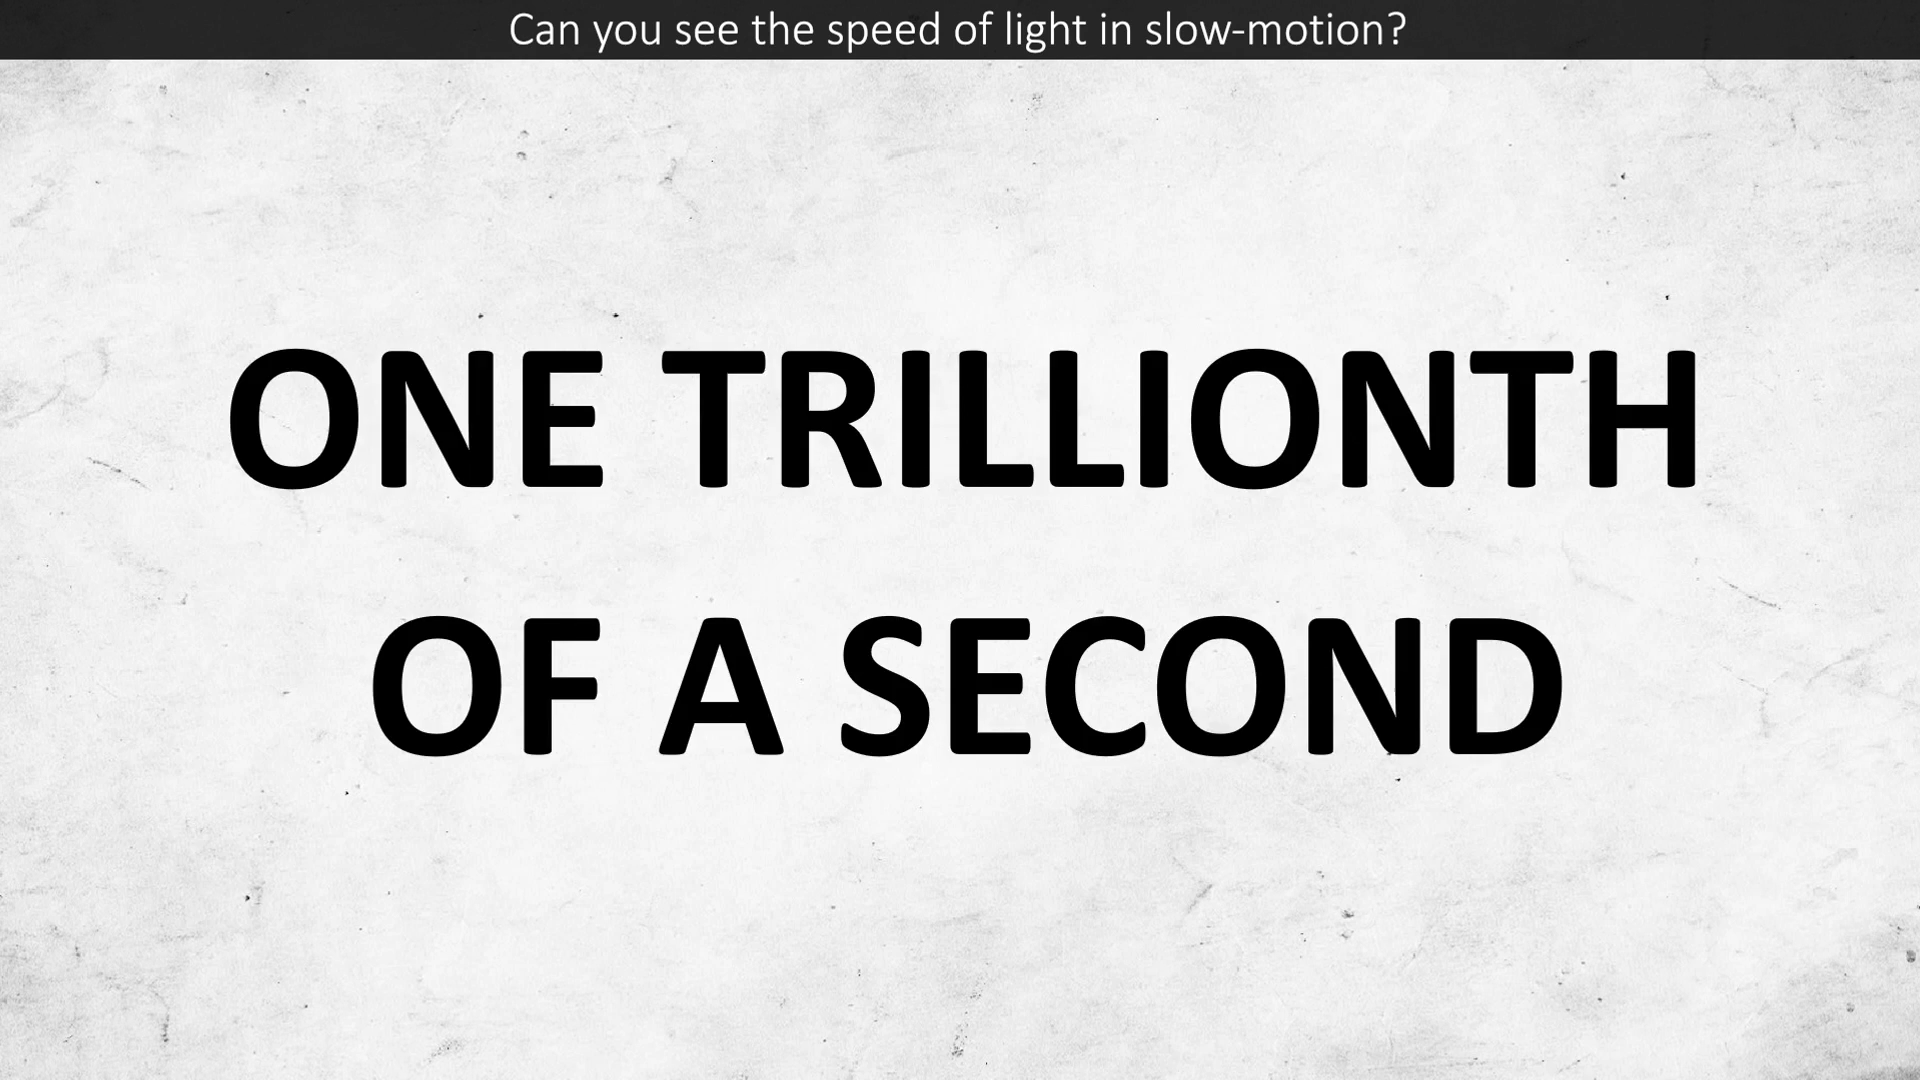 Can you see the speed of light in slow-motion?
ONE TRILLIONTH
OF A SECOND